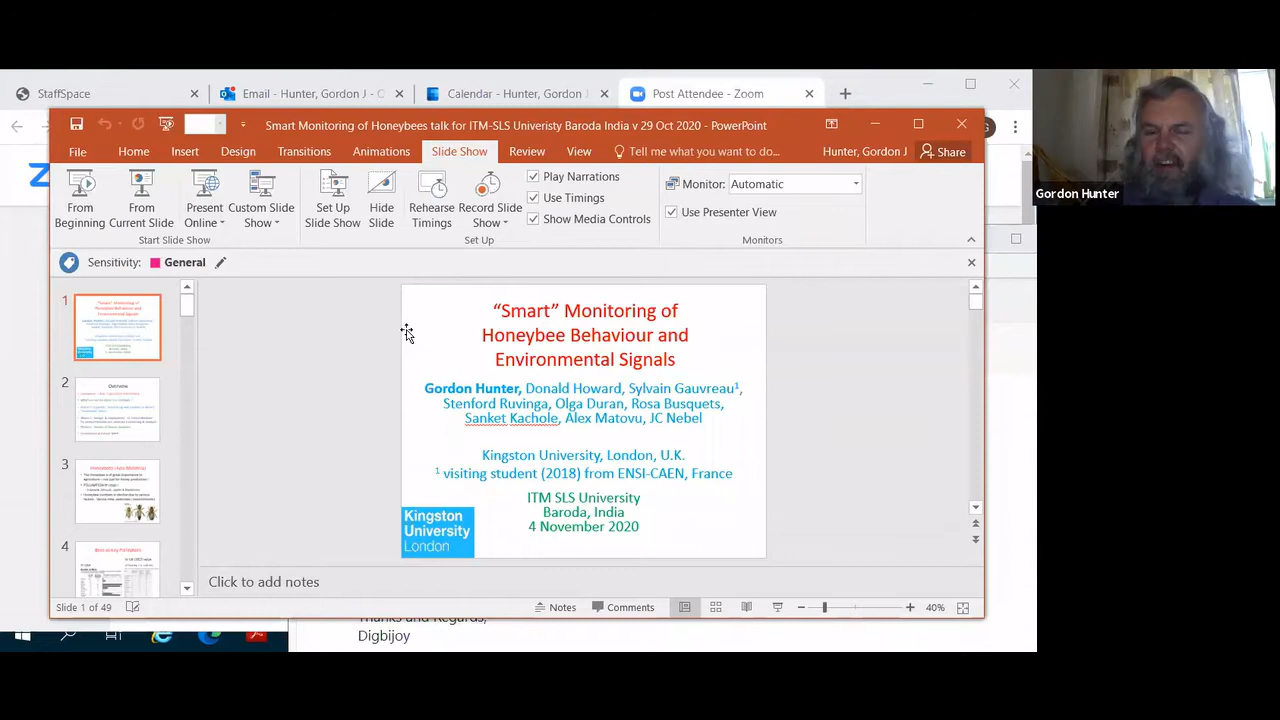 StaffSpace
Email - Hunter, Gordon J - C
Calendar - Hunter, Gordon J
Post Attendee - Zoom
Smart Monitoring of Honeybees talk for ITM-SLS Univeristy Baroda India v 29 Oct 2020 - PowerPoint
File
Home
Insert
Design
Transitions
Animations
Slide Show
Review
View
Tell me what you want to do...
Hunter, Gordon J
Share
From Beginning
From Current Slide
Present Online
Custom Slide Show
Set Up Slide Show
Hide Slide
Rehearse Timings
Record Slide Show
Play Narrations
Use Timings
Show Media Controls
Monitor: Automatic
Use Presenter View
Start Slide Show
Set Up
Monitors
Sensitivity: General
1
2
Overview
3
4
“Smart” Monitoring of
Honeybee Behaviour and
Environmental Signals
Gordon Hunter, Donald Howard, Sylvain Gauvreau¹,
Stenford Ruvinga, Olga Duran, Rosa Busquets,
Sanket Kachole, Alex Matovu, JC Nebel
Kingston University, London, U.K.
¹ visiting student (2018) from ENSI-CAEN, France
ITM SLS University
Baroda, India
4 November 2020
Kingston
University
London
Click to add notes
Slide 1 of 49
Notes
Comments
40%
Digbijoy
Gordon Hunter